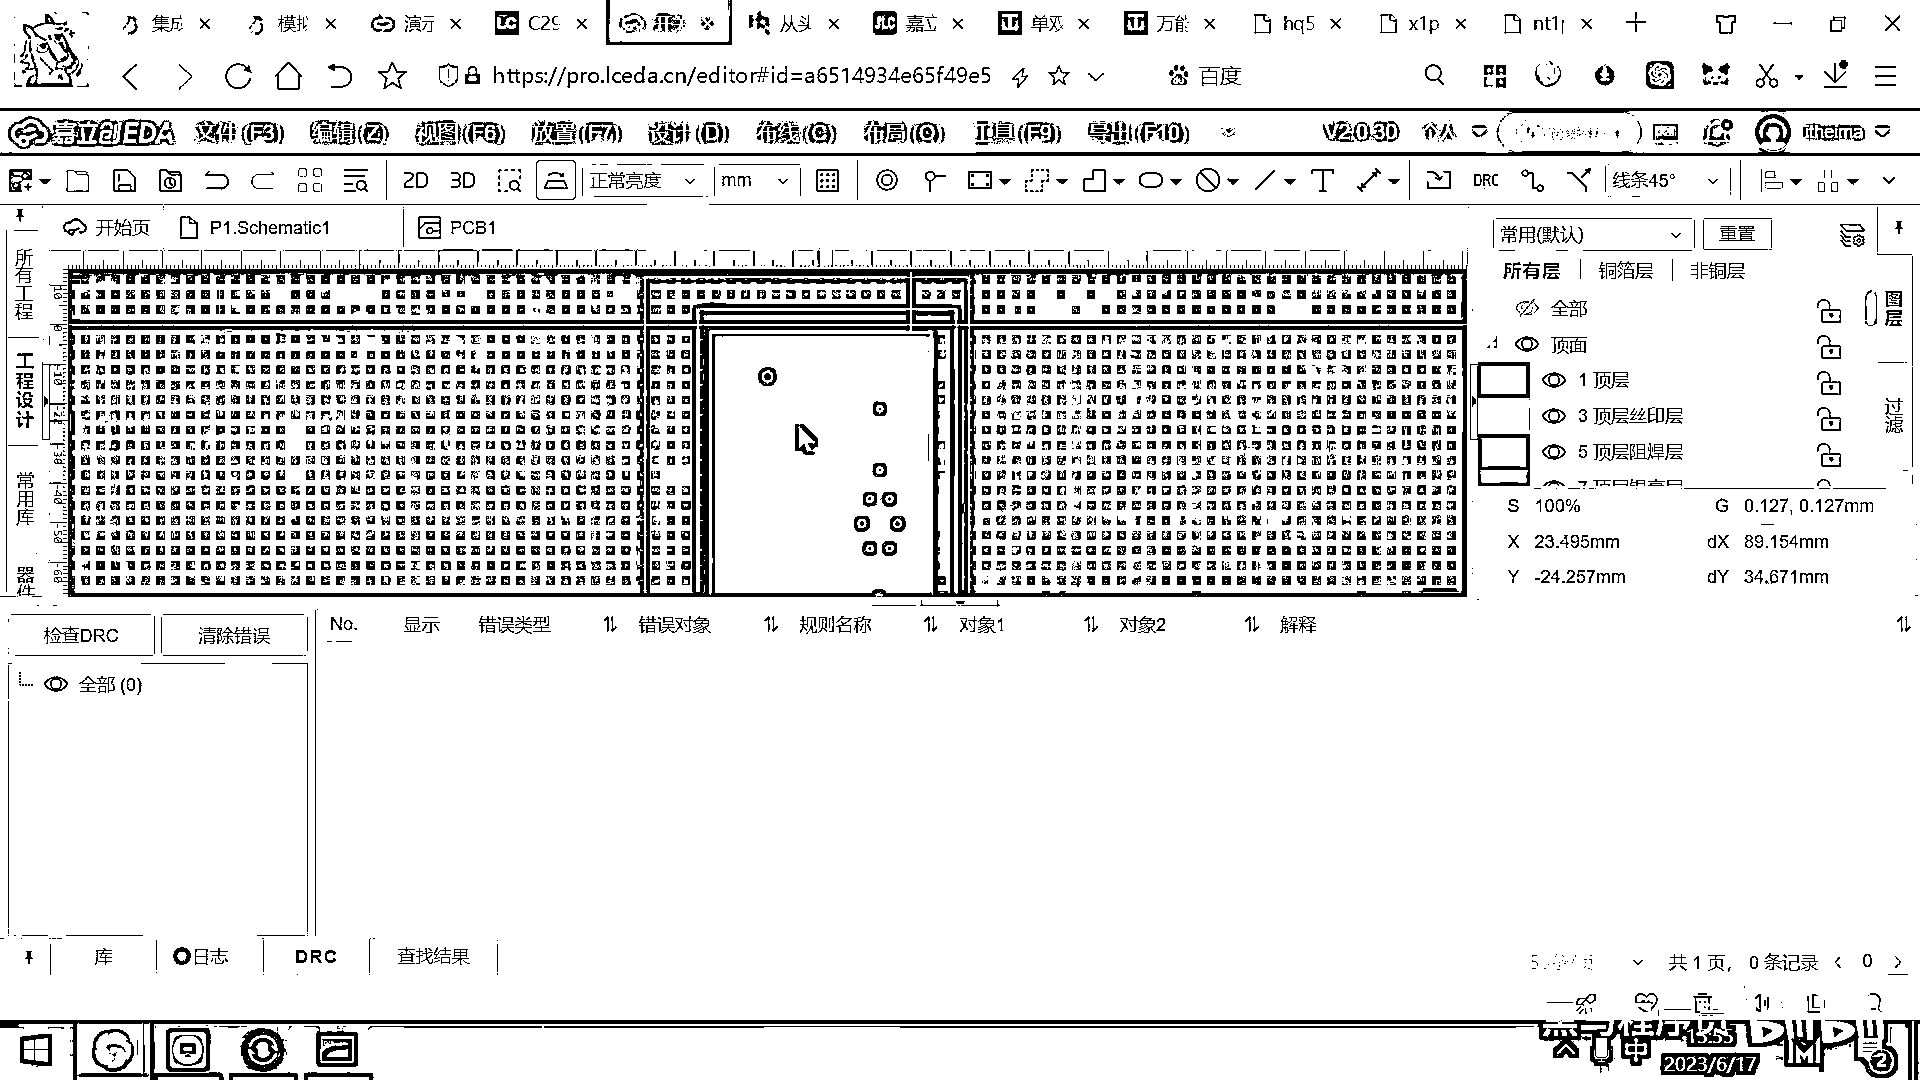 集成
模拟
演示
C29
从头
嘉立
单双
万能
hq5
x1p
nt1
https://pro.lceda.cn/editor#id=a6514934e65f49e5
百度
嘉立创EDA 文件(F3) 编辑(Z) 视图(F6) 放置(F7) 设计(D) 布线(C) 布局(O) 工具(F9) 导出(F10) V2.0.30 个人 itheima
2D 3D 正常亮度 mm DRC 线条45°
开始页 P1.Schematic1 PCB1
所有工程
工程设计
常用库
常用(默认) 重置
所有层 铜箔层 非铜层
全部
顶面
1 顶层
3 顶层丝印层
5 顶层阻焊层
图层
过滤
S 100% G 0.127, 0.127mm
X 23.495mm dX 89.154mm
Y -24.257mm dY 34.671mm
检查DRC 清除错误
No. 显示 错误类型 错误对象 规则名称 对象1 对象2 解释
全部 (0)
库 日志 DRC 查找结果
共 1 页, 0 条记录 0
中
15:53
2023/6/17
2